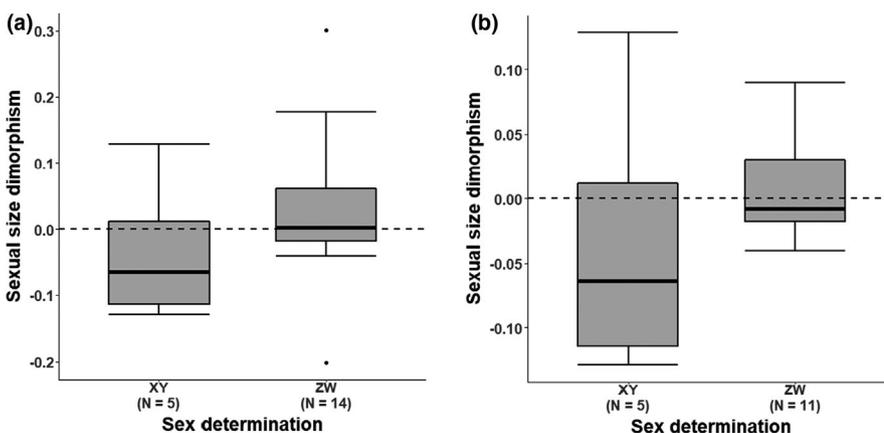 (a)
Sexual size dimorphism
0.3
0.2
0.1
0.0
-0.1
-0.2
XY
(N = 5)
ZW
(N = 14)
Sex determination
(b)
Sexual size dimorphism
0.10
0.05
0.00
-0.05
-0.10
XY
(N = 5)
ZW
(N = 11)
Sex determination